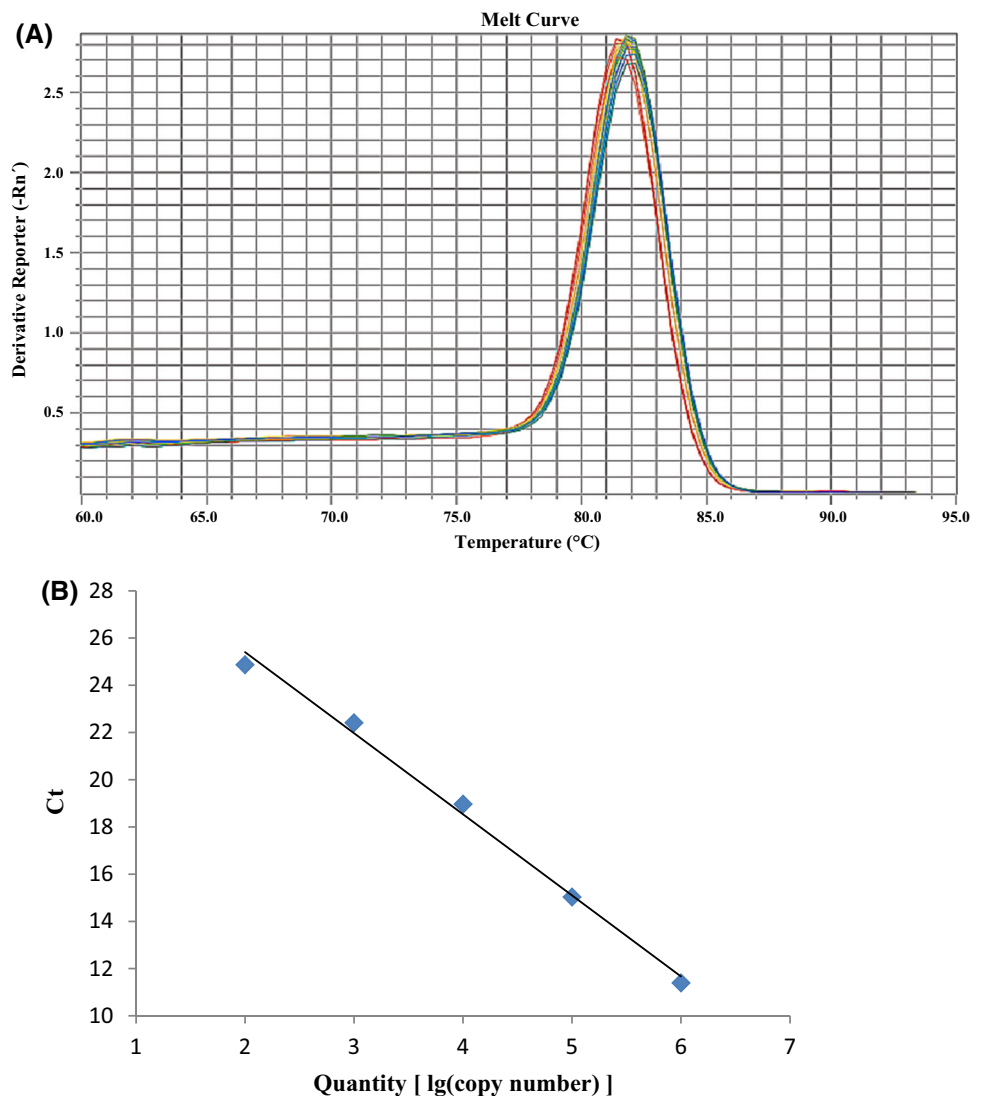 Melt Curve
(A)
2.5
2.0
1.5
1.0
0.5
Derivative Reporter (-Rn´)
60.0 65.0 70.0 75.0 80.0 85.0 90.0 95.0
Temperature (°C)
(B)
28
26
24
22
20
18
16
14
12
10
Ct
1 2 3 4 5 6 7
Quantity [ lg(copy number) ]